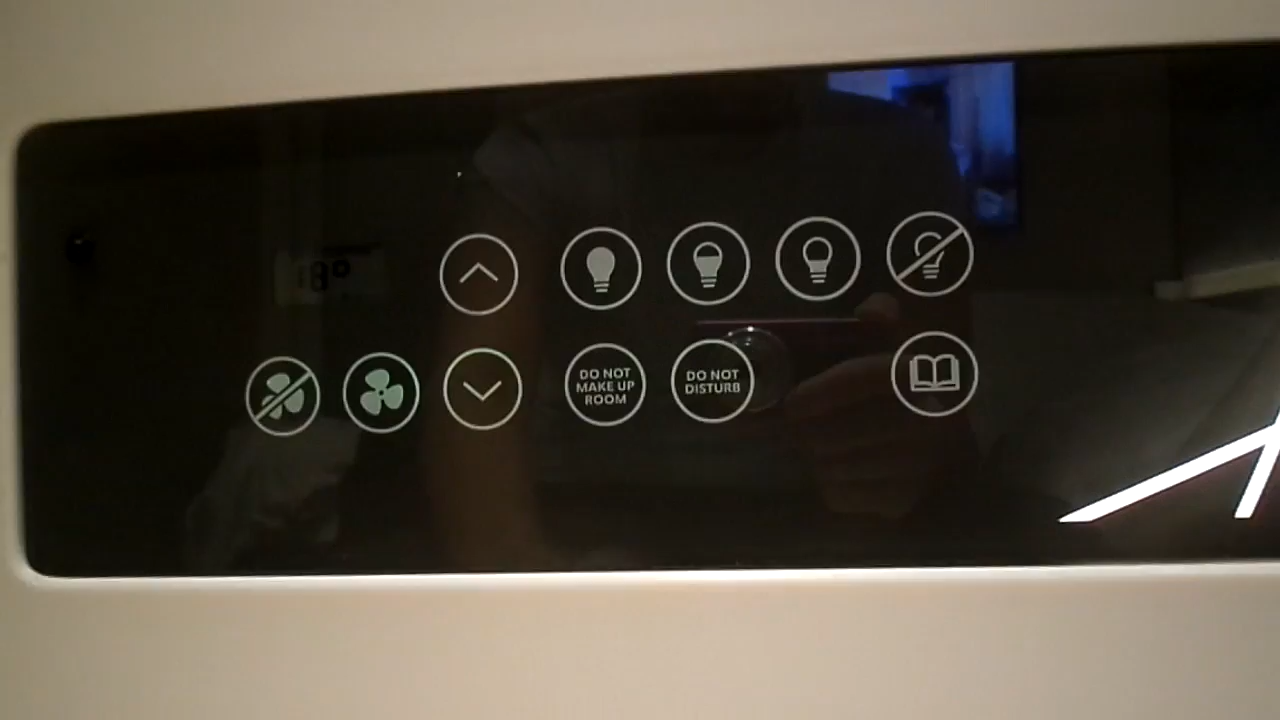 18°
DO NOT
MAKE UP
ROOM
DO NOT
DISTURB